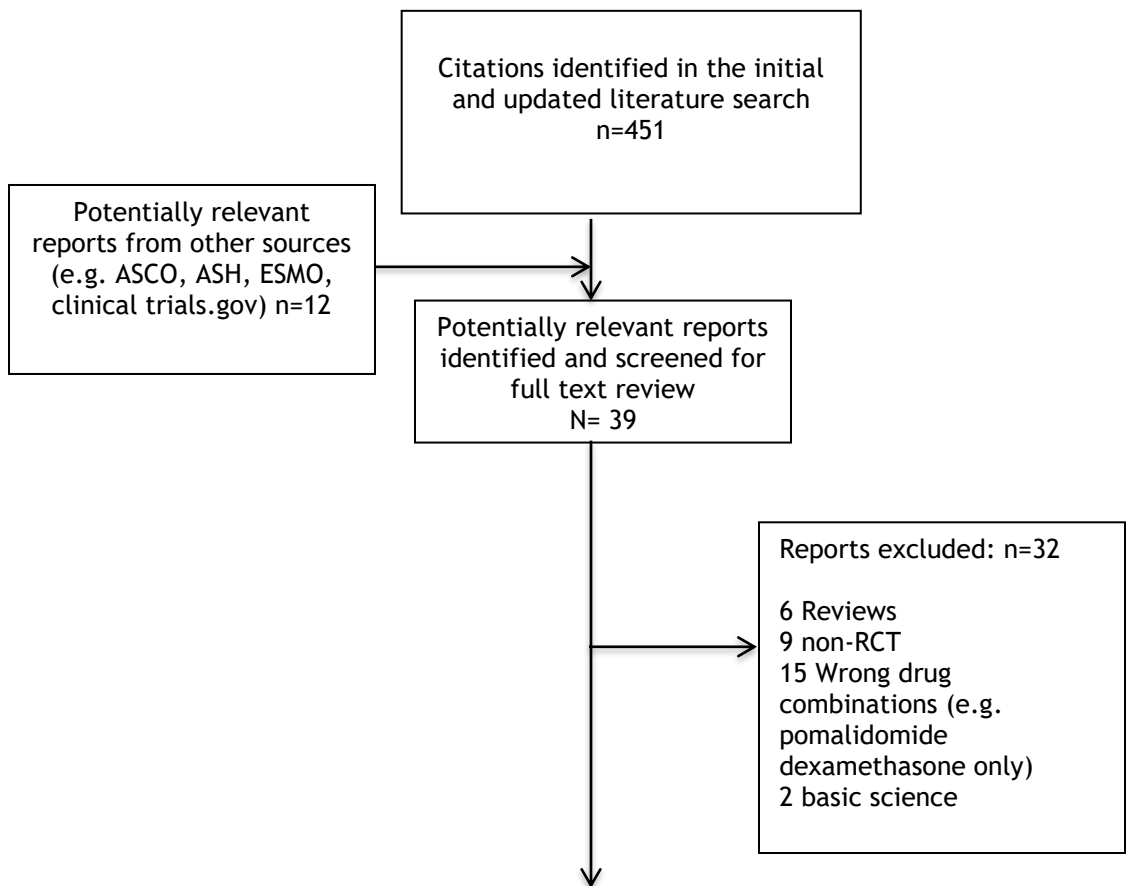 Citations identified in the initial
and updated literature search
n=451
Potentially relevant
reports from other sources
(e.g. ASCO, ASH, ESMO,
clinical trials.gov) n=12
Potentially relevant reports
identified and screened for
full text review
N= 39
Reports excluded: n=32
6 Reviews
9 non-RCT
15 Wrong drug
combinations (e.g.
pomalidomide
dexamethasone only)
2 basic science